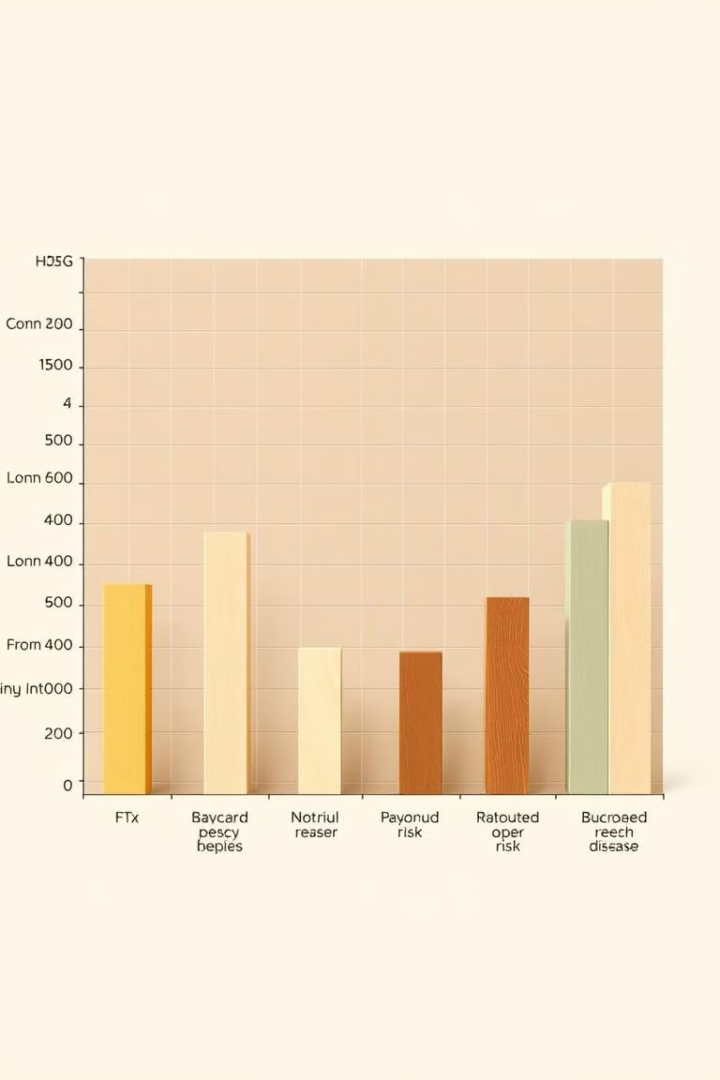 H05G
Conn 200
1500
4
500
Lonn 600
400
Lonn 400
500
From 400
iny Int000
200
0
FTx
Baycard
pescy
bepies
Notriul
reaser
Payonud
risk
Ratouted
oper
risk
Bucroaed
reech
disease